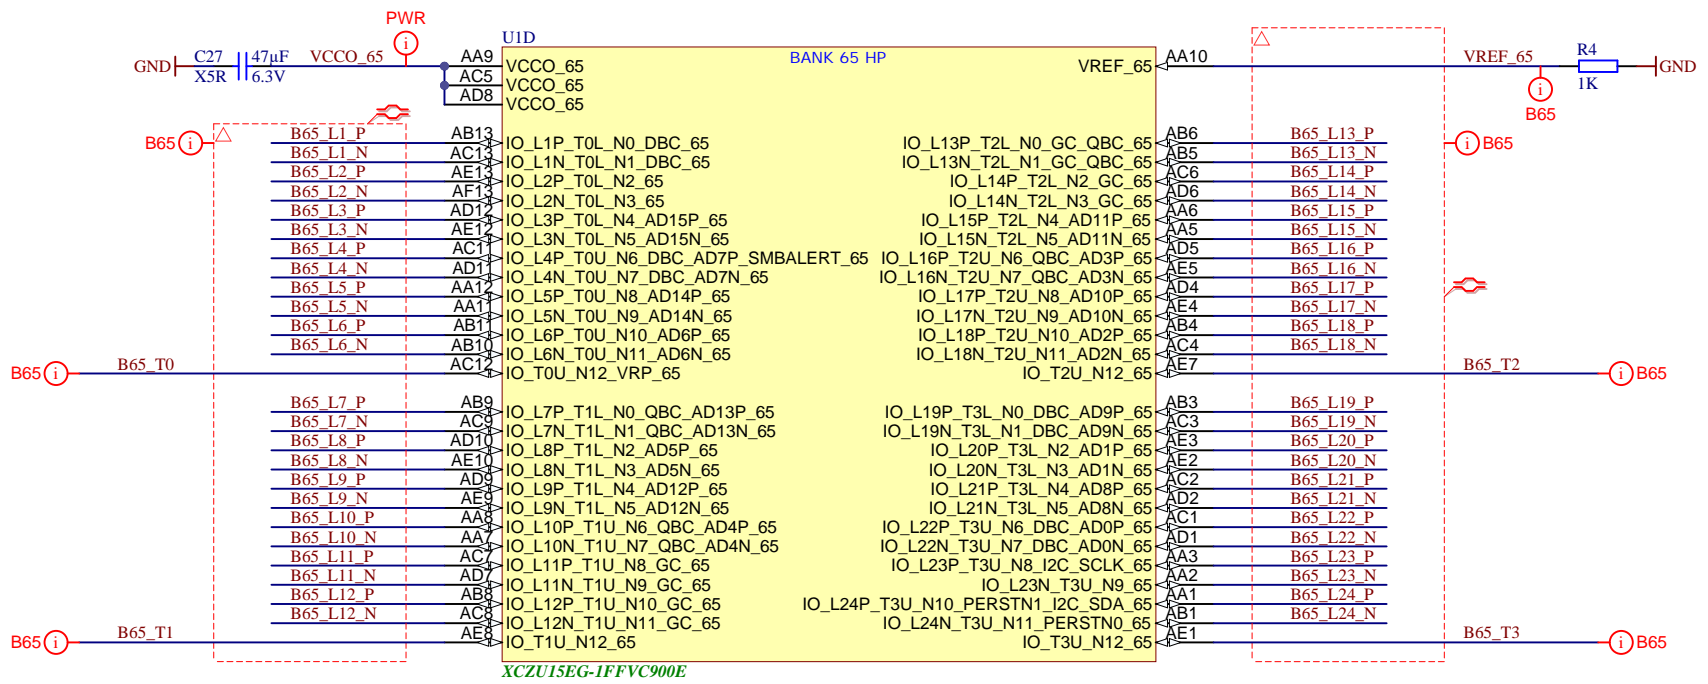 PWR
U1D
BANK 65 HP
C27 47µF VCCO_65 AA9 VCCO_65 VREF_65 AA10 VREF_65 R4
GND X5R 6.3V AC5 VCCO_65 1K GND
AD8 VCCO_65 B65
B65 B65_L1_P AB13 IO_L1P_T0L_N0_DBC_65 IO_L13P_T2L_N0_GC_QBC_65 AB6 B65_L13_P B65
B65_L1_N AC13 IO_L1N_T0L_N1_DBC_65 IO_L13N_T2L_N1_GC_QBC_65 AB5 B65_L13_N
B65_L2_P AE13 IO_L2P_T0L_N2_65 IO_L14P_T2L_N2_GC_65 AC6 B65_L14_P
B65_L2_N AF13 IO_L2N_T0L_N3_65 IO_L14N_T2L_N3_GC_65 AD6 B65_L14_N
B65_L3_P AD12 IO_L3P_T0L_N4_AD15P_65 IO_L15P_T2L_N4_AD11P_65 AA6 B65_L15_P
B65_L3_N AE12 IO_L3N_T0L_N5_AD15N_65 IO_L15N_T2L_N5_AD11N_65 AA5 B65_L15_N
B65_L4_P AC11 IO_L4P_T0U_N6_DBC_AD7P_SMBALERT_65 IO_L16P_T2U_N6_QBC_AD3P_65 AD5 B65_L16_P
B65_L4_N AD11 IO_L4N_T0U_N7_DBC_AD7N_65 IO_L16N_T2U_N7_QBC_AD3N_65 AE5 B65_L16_N
B65_L5_P AA12 IO_L5P_T0U_N8_AD14P_65 IO_L17P_T2U_N8_AD10P_65 AD4 B65_L17_P
B65_L5_N AA11 IO_L5N_T0U_N9_AD14N_65 IO_L17N_T2U_N9_AD10N_65 AE4 B65_L17_N
B65_L6_P AB11 IO_L6P_T0U_N10_AD6P_65 IO_L18P_T2U_N10_AD2P_65 AB4 B65_L18_P
B65_L6_N AB10 IO_L6N_T0U_N11_AD6N_65 IO_L18N_T2U_N11_AD2N_65 AC4 B65_L18_N
B65 B65_T0 AC12 IO_T0U_N12_VRP_65 IO_T2U_N12_65 AE7 B65_T2 B65
B65_L7_P AB9 IO_L7P_T1L_N0_QBC_AD13P_65 IO_L19P_T3L_N0_DBC_AD9P_65 AB3 B65_L19_P
B65_L7_N AC9 IO_L7N_T1L_N1_QBC_AD13N_65 IO_L19N_T3L_N1_DBC_AD9N_65 AC3 B65_L19_N
B65_L8_P AD10 IO_L8P_T1L_N2_AD5P_65 IO_L20P_T3L_N2_AD1P_65 AE3 B65_L20_P
B65_L8_N AE10 IO_L8N_T1L_N3_AD5N_65 IO_L20N_T3L_N3_AD1N_65 AE2 B65_L20_N
B65_L9_P AD9 IO_L9P_T1L_N4_AD12P_65 IO_L21P_T3L_N4_AD8P_65 AC2 B65_L21_P
B65_L9_N AE9 IO_L9N_T1L_N5_AD12N_65 IO_L21N_T3L_N5_AD8N_65 AD2 B65_L21_N
B65_L10_P AA8 IO_L10P_T1U_N6_QBC_AD4P_65 IO_L22P_T3U_N6_DBC_AD0P_65 AC1 B65_L22_P
B65_L10_N AA7 IO_L10N_T1U_N7_QBC_AD4N_65 IO_L22N_T3U_N7_DBC_AD0N_65 AD1 B65_L22_N
B65_L11_P AC7 IO_L11P_T1U_N8_GC_65 IO_L23P_T3U_N8_I2C_SCLK_65 AA3 B65_L23_P
B65_L11_N AD7 IO_L11N_T1U_N9_GC_65 IO_L23N_T3U_N9_65 AA2 B65_L23_N
B65_L12_P AB8 IO_L12P_T1U_N10_GC_65 IO_L24P_T3U_N10_PERSTN1_I2C_SDA_65 AA1 B65_L24_P
B65_L12_N AC8 IO_L12N_T1U_N11_GC_65 IO_L24N_T3U_N11_PERSTN0_65 AB1 B65_L24_N
B65 B65_T1 AE8 IO_T1U_N12_65 IO_T3U_N12_65 AE1 B65_T3 B65
XCZU15EG-1FFVC900E